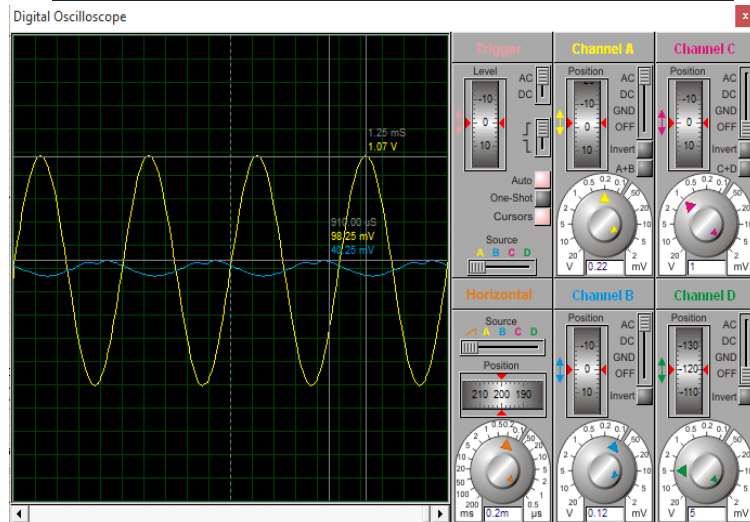 Digital Oscilloscope
x
Trigger
Level
AC
DC
-10
0
10
Auto
One-Shot
Cursors
Source
A B C D
Channel A
Position
AC
DC
GND
OFF
-10
0
10
Invert
A+B
V 0.22 mV
Channel C
Position
AC
DC
GND
OFF
-10
0
10
Invert
C+D
V 1 mV
1.25 mS
1.07 V
910.00 uS
98.25 mV
40.25 mV
Horizontal
Source
A B C D
Position
210 200 190
ms 0.2m µs
Channel B
Position
AC
DC
GND
OFF
-10
0
10
Invert
V 0.12 mV
Channel D
Position
AC
DC
GND
OFF
-130
-120
-110
Invert
V 5 mV